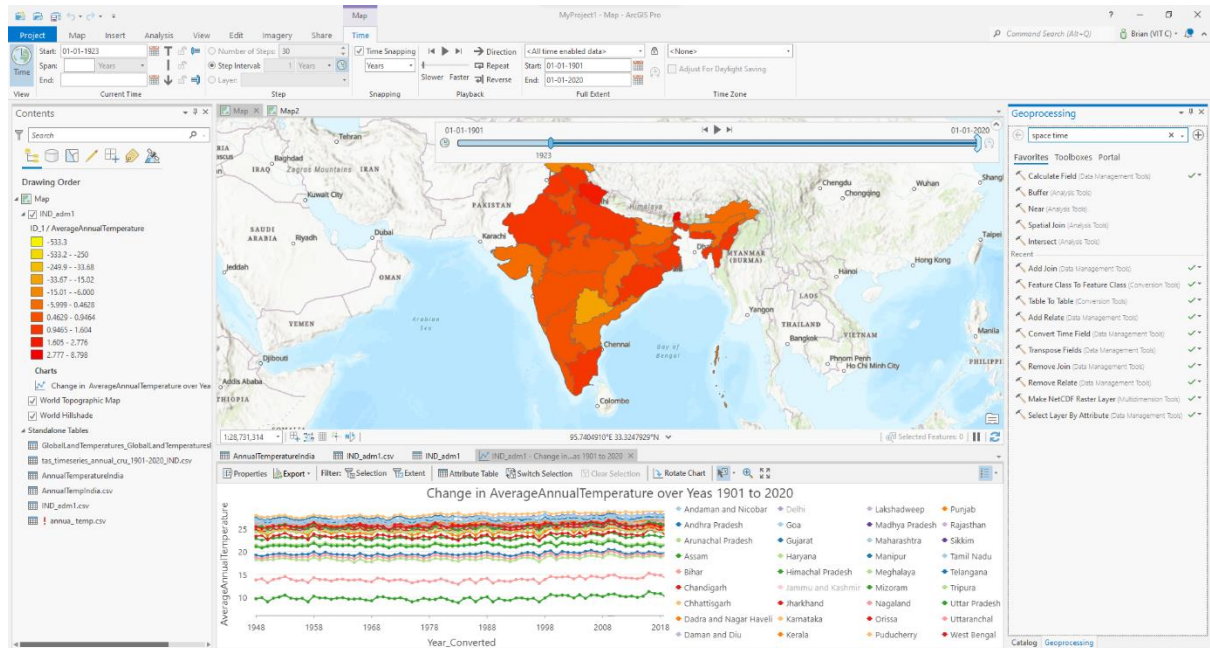 Map
MyProject1 - Map - ArcGIS Pro
?
Project Map Insert Analysis View Edit Imagery Share Time
Command Search (Alt+Q)
Brian (VIT C)
Time
View
Start: 01-01-1923
Span: Years
End:
Current Time
Number of Steps: 30
Step Interval: 1 Years
Layer:
Step
Time Snapping
Years
Snapping
Direction
Repeat
Slower Faster Reverse
Playback
<All time enabled data>
Start: 01-01-1901
End: 01-01-2020
Full Extent
<None>
Adjust For Daylight Saving
Time Zone
Contents
Search
Drawing Order
Map
IND_adm1
ID_1 / AverageAnnualTemperature
-533.3
-533.2 - -250
-249.9 - -33.68
-33.67 - -15.02
-15.01 - -6.000
-5.999 - 0.4628
0.4629 - 0.9464
0.9465 - 1.604
1.605 - 2.776
2.777 - 8.798
Charts
Change in AverageAnnualTemperature over Yea
World Topographic Map
World Hillshade
Standalone Tables
GlobalLandTemperatures_GlobalLandTemperaturesB
tas_timeseries_annual_cru_1901-2020_IND.csv
AnnualTemperatureIndia
AnnualTempIndia.csv
IND_adm1.csv
! annua_temp.csv
Map Map2
01-01-1901
01-01-2020
1923
Tehran
Baghdad
IRAQ
Zagros Mountains
IRAN
Kuwait City
PAKISTAN
Himalaya
Chengdu
Chongqing
Wuhan
Shang
SAUDI
ARABIA
Riyadh
Dubai
Karachi
Taipei
Jeddah
OMAN
MYANMAR
(BURMA)
Hanoi
Hong Kong
LAOS
YEMEN
Arabian
Sea
Yangon
THAILAND
Bangkok
VIETNAM
Manila
Chennai
Bay of
Bengal
Djibouti
Phnom Penh
Ho Chi Minh City
PHILIPPI
Addis Ababa
THIOPIA
Colombo
1:28,731,314
95.7404910°E 33.3247929°N
Selected Features: 0
AnnualTemperatureIndia IND_adm1.csv IND_adm1 IND_adm1 - Change in...as 1901 to 2020
Properties Export Filter: Selection Extent Attribute Table Switch Selection Clear Selection Rotate Chart
Change in AverageAnnualTemperature over Yeas 1901 to 2020
AverageAnnualTemperature
25
20
15
10
1948 1958 1968 1978 1988 1998 2008 2018
Year_Converted
Andaman and Nicobar Delhi Lakshadweep Punjab
Andhra Pradesh Goa Madhya Pradesh Rajasthan
Arunachal Pradesh Gujarat Maharashtra Sikkim
Assam Haryana Manipur Tamil Nadu
Bihar Himachal Pradesh Meghalaya Telangana
Chandigarh Jammu and Kashmir Mizoram Tripura
Chhattisgarh Jharkhand Nagaland Uttar Pradesh
Dadra and Nagar Haveli Karnataka Orissa Uttaranchal
Daman and Diu Kerala Puducherry West Bengal
Geoprocessing
space time
Favorites Toolboxes Portal
Calculate Field (Data Management Tools)
Buffer (Analysis Tools)
Near (Analysis Tools)
Spatial Join (Analysis Tools)
Intersect (Analysis Tools)
Recent
Add Join (Data Management Tools)
Feature Class To Feature Class (Conversion Tools)
Table To Table (Conversion Tools)
Add Relate (Data Management Tools)
Convert Time Field (Data Management Tools)
Transpose Fields (Data Management Tools)
Remove Join (Data Management Tools)
Remove Relate (Data Management Tools)
Make NetCDF Raster Layer (Multidimension Tools)
Select Layer By Attribute (Data Management Tools)
Catalog Geoprocessing